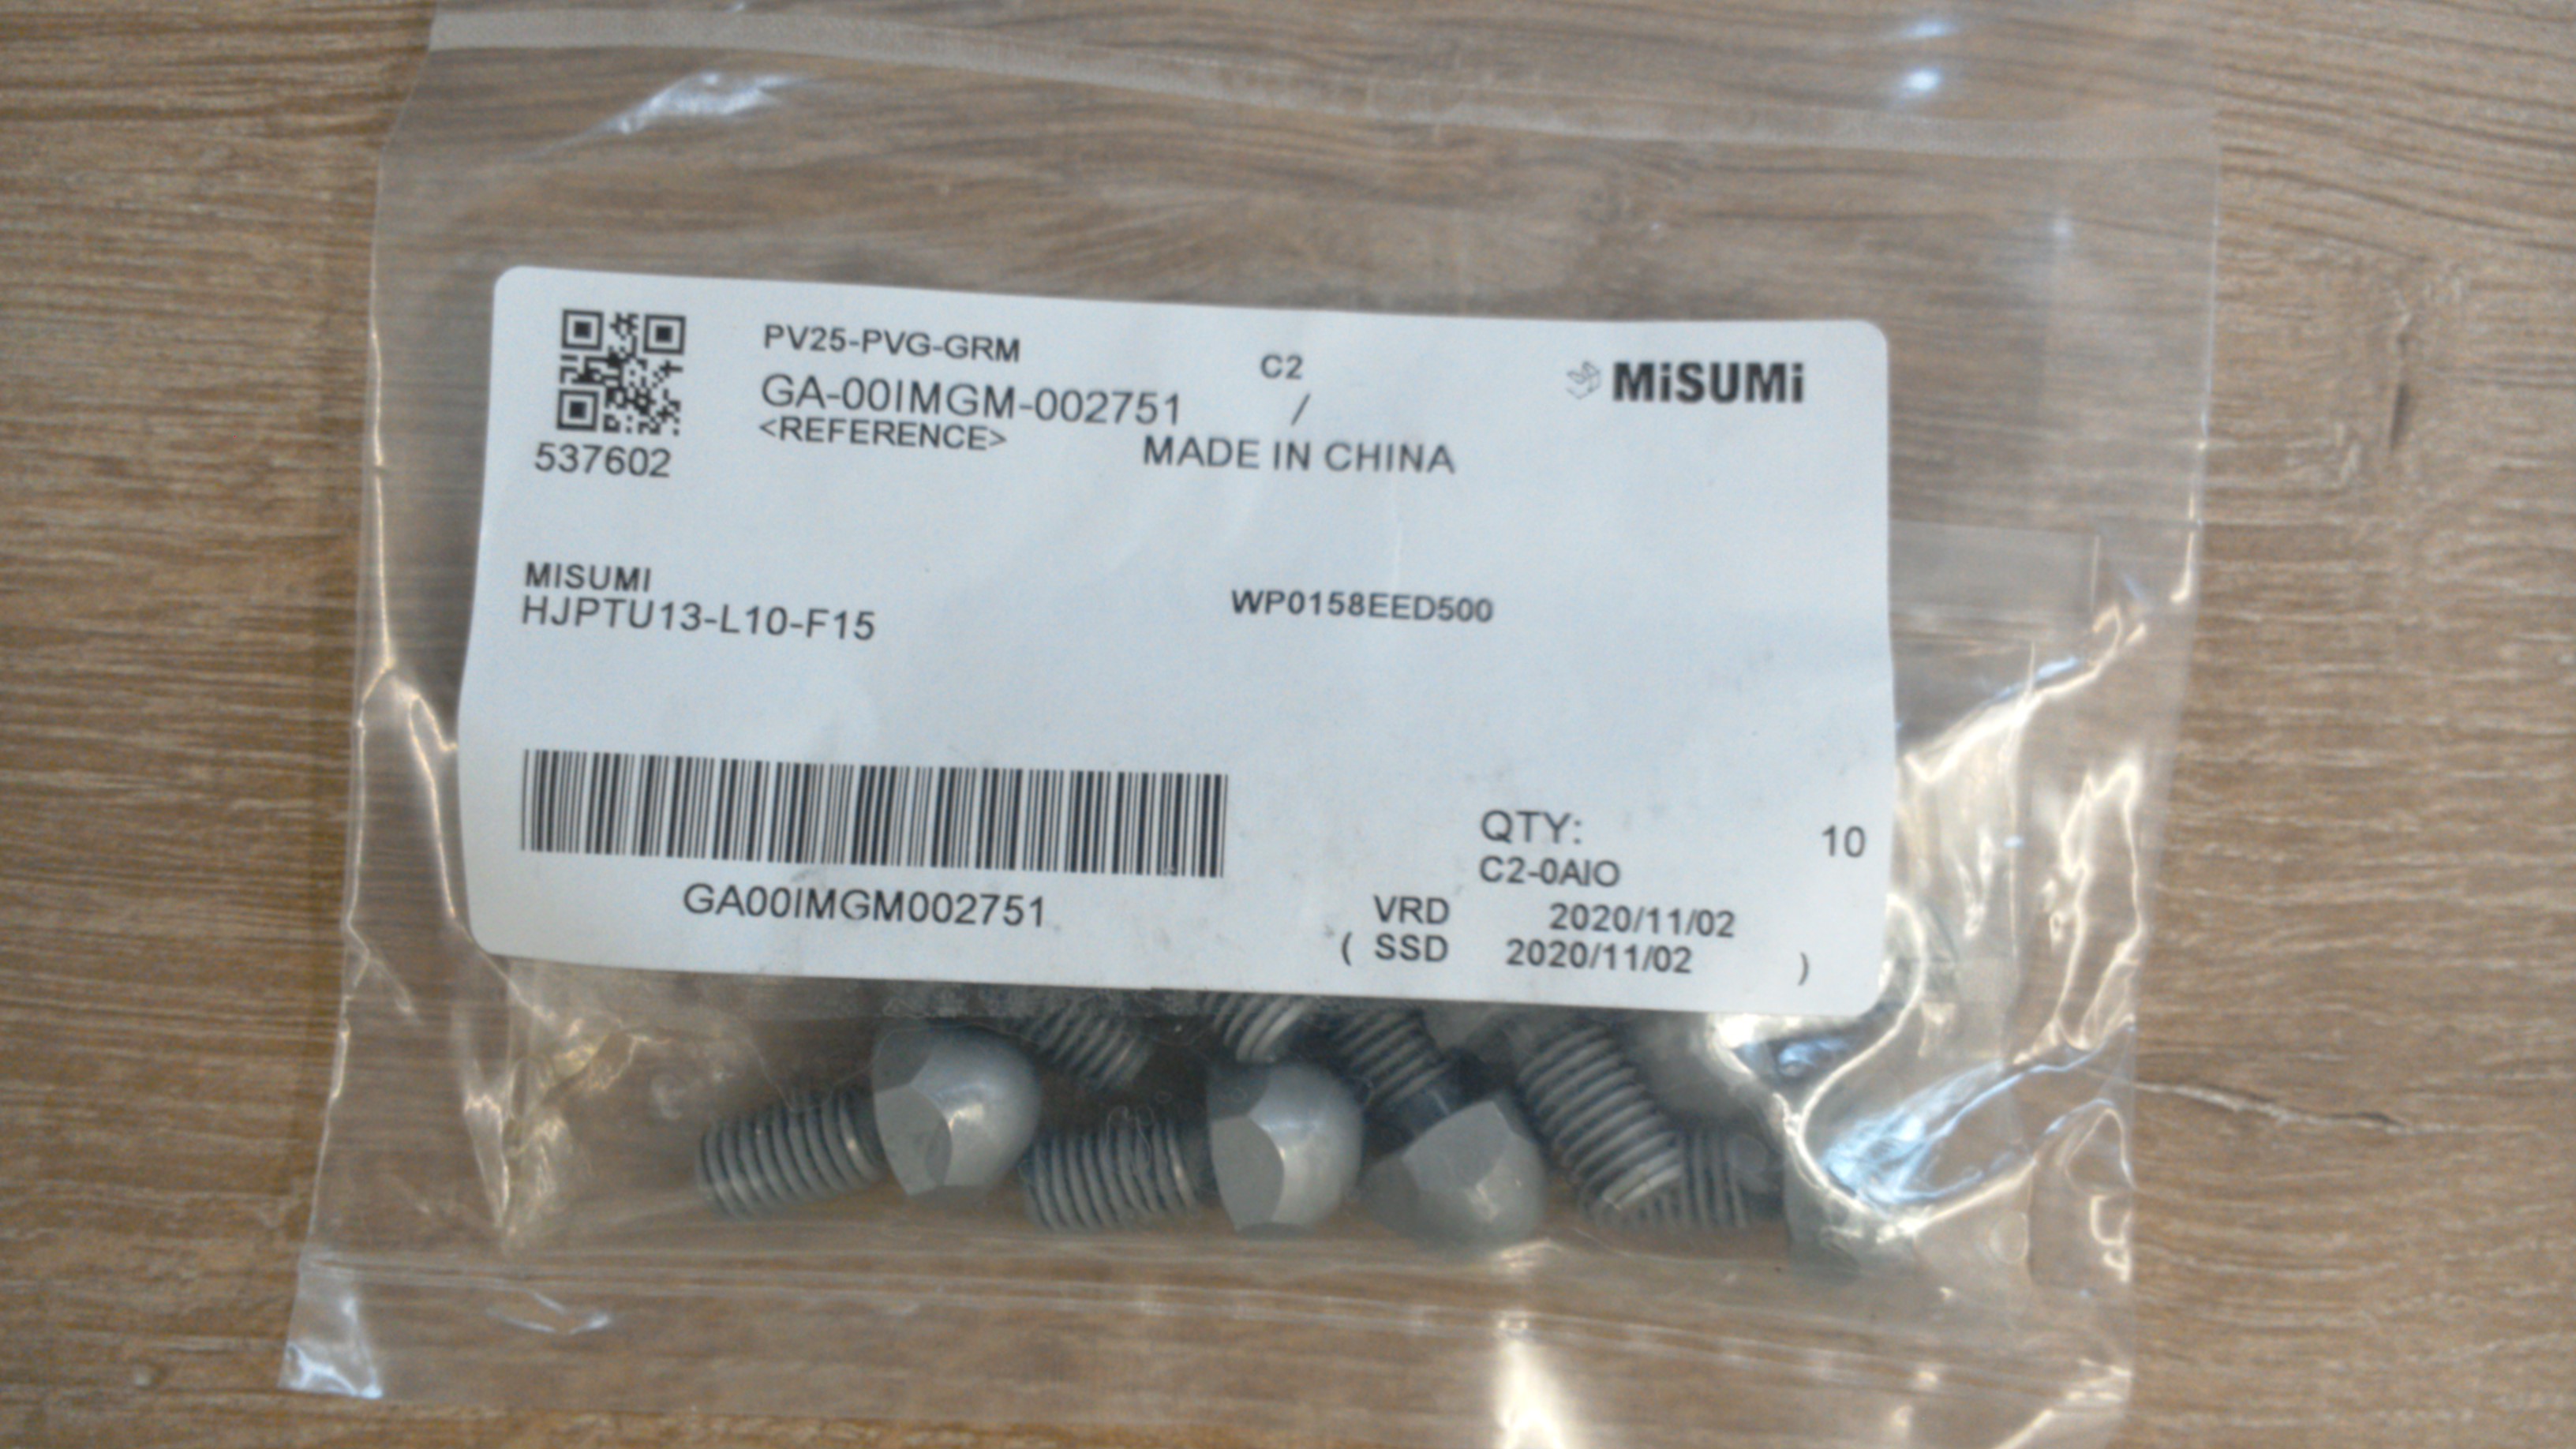 PV25-PVG-GRM
C2
MiSUMi
GA-00IMGM-002751
/
<REFERENCE>
MADE IN CHINA
537602
MISUMI
HJPTU13-L10-F15
WP0158EED500
QTY: 10
C2-0AIO
GA00IMGM002751
VRD 2020/11/02
( SSD 2020/11/02 )